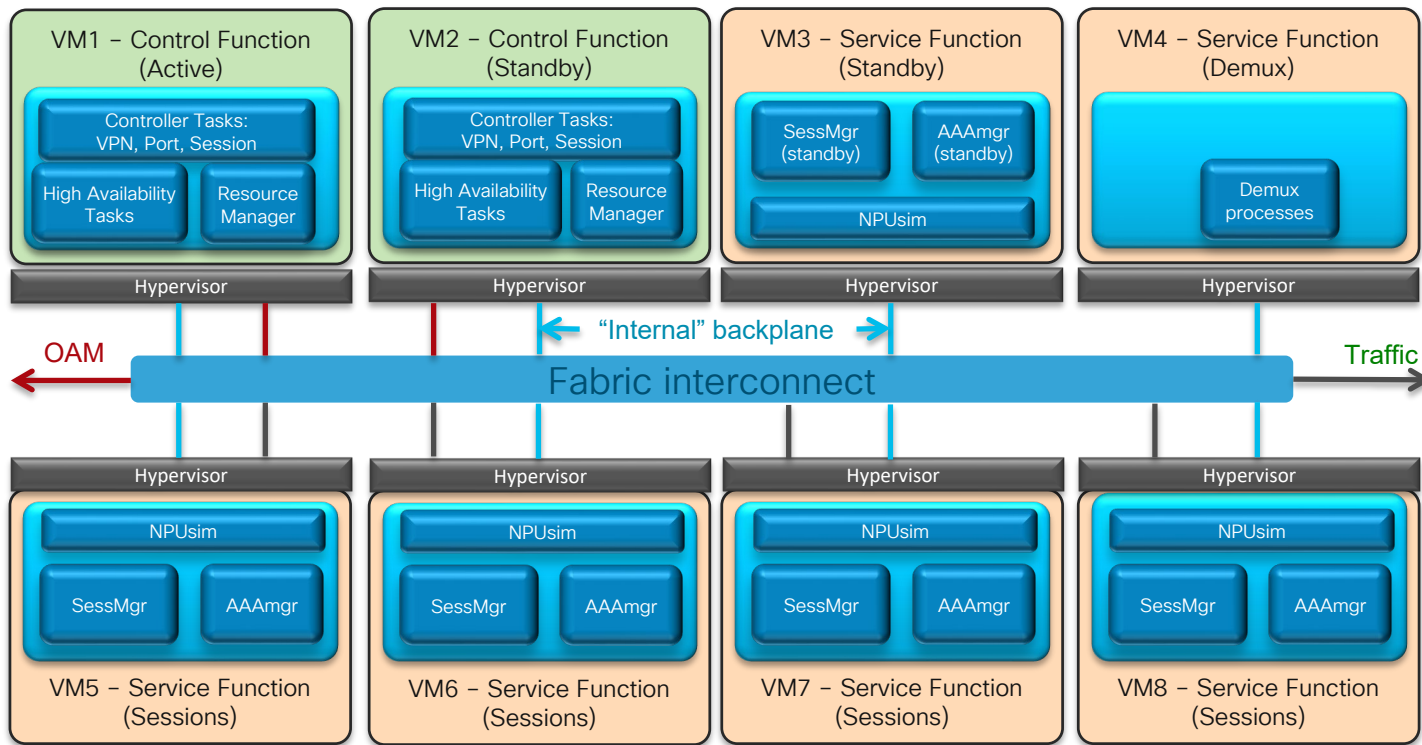 VM1 – Control Function
(Active)
Controller Tasks:
VPN, Port, Session
High Availability
Tasks
Resource
Manager
Hypervisor
VM2 – Control Function
(Standby)
Controller Tasks:
VPN, Port, Session
High Availability
Tasks
Resource
Manager
Hypervisor
VM3 – Service Function
(Standby)
SessMgr
(standby)
AAAmgr
(standby)
NPUsim
Hypervisor
VM4 – Service Function
(Demux)
Demux
processes
Hypervisor
“Internal” backplane
OAM
Fabric interconnect
Traffic
Hypervisor
NPUsim
SessMgr
AAAmgr
VM5 – Service Function
(Sessions)
Hypervisor
NPUsim
SessMgr
AAAmgr
VM6 – Service Function
(Sessions)
Hypervisor
NPUsim
SessMgr
AAAmgr
VM7 – Service Function
(Sessions)
Hypervisor
NPUsim
SessMgr
AAAmgr
VM8 – Service Function
(Sessions)